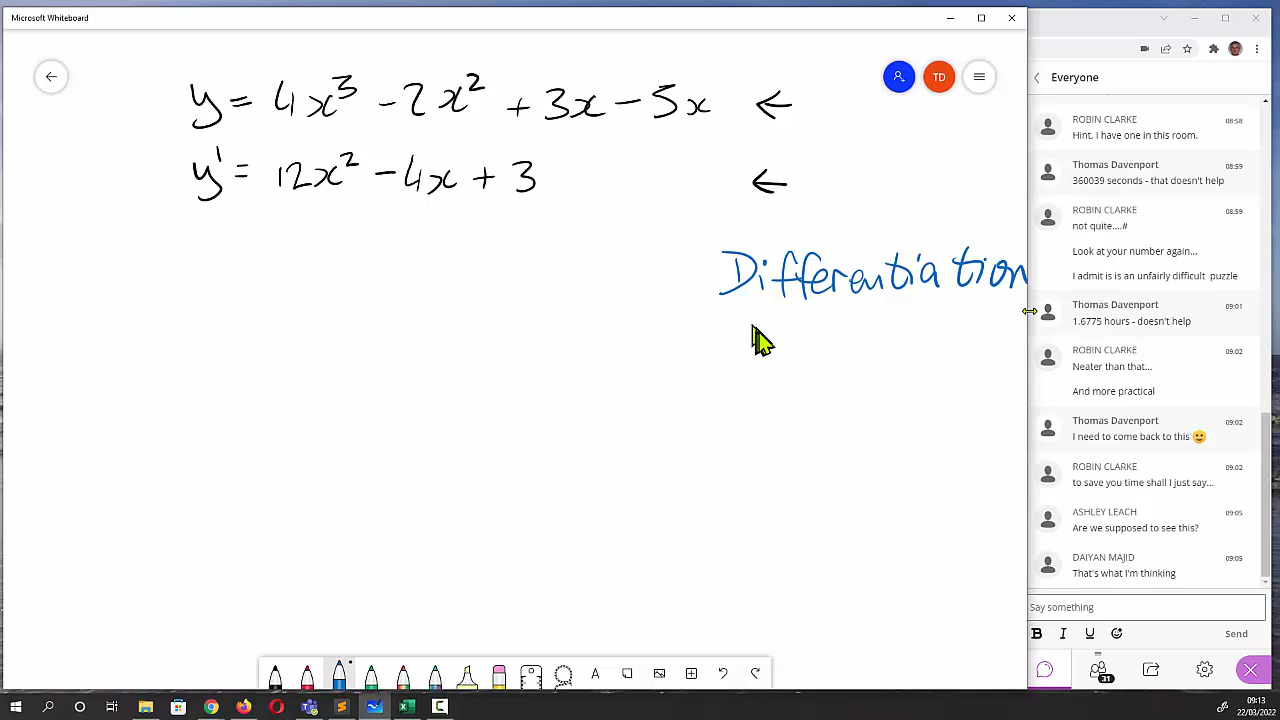 Microsoft Whiteboard
y = 4x³ - 2x² + 3x - 5x ←
y' = 12x² - 4x + 3 ←
Differentiation
TD
Everyone
ROBIN CLARKE 08:58
Hint, I have one in this room.
Thomas Davenport 08:59
360039 seconds - that doesn't help
ROBIN CLARKE 08:59
not quite....#
Look at your number again...
I admit is is an unfairly difficult puzzle
Thomas Davenport 09:01
1.6775 hours - doesn't help
ROBIN CLARKE 09:02
Neater than that...
And more practical
Thomas Davenport 09:02
I need to come back to this 🙂
ROBIN CLARKE 09:02
to save you time shall I just say...
ASHLEY LEACH 09:05
Are we supposed to see this?
DAIYAN MAJID 09:05
That's what I'm thinking
Say something
B I U Send
31
A
09:13
22/03/2022